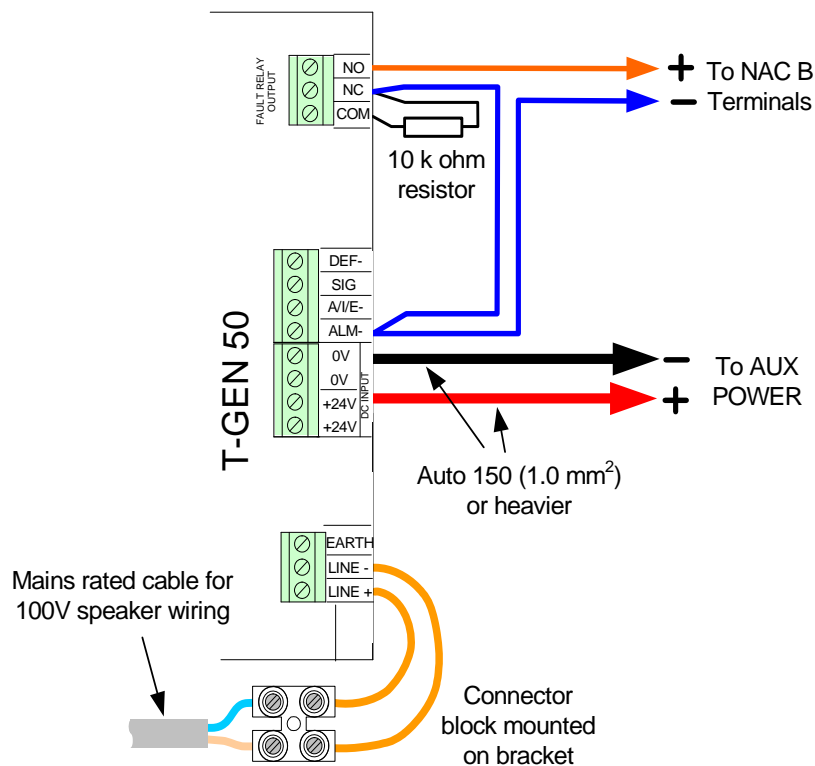 FAULT RELAY
OUTPUT
NO
NC
COM
+ To NAC B
− Terminals
10 k ohm
resistor
T-GEN 50
DEF-
SIG
A/I/E-
ALM-
0V
0V
+24V
+24V
DC INPUT
− To AUX
+ POWER
Auto 150 (1.0 mm²)
or heavier
EARTH
LINE -
LINE +
Mains rated cable for
100V speaker wiring
Connector
block mounted
on bracket